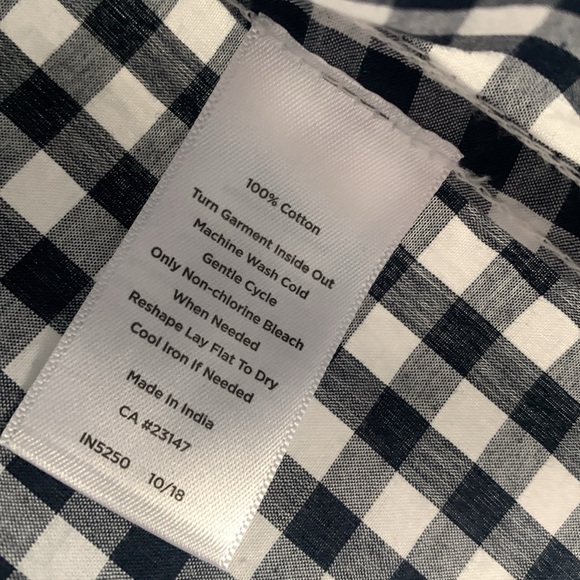 100% Cotton
Turn Garment Inside Out
Machine Wash Cold
Gentle Cycle
Only Non-chlorine Bleach
When Needed
Reshape Lay Flat To Dry
Cool Iron If Needed
Made In India
CA #23147
IN5250 10/18